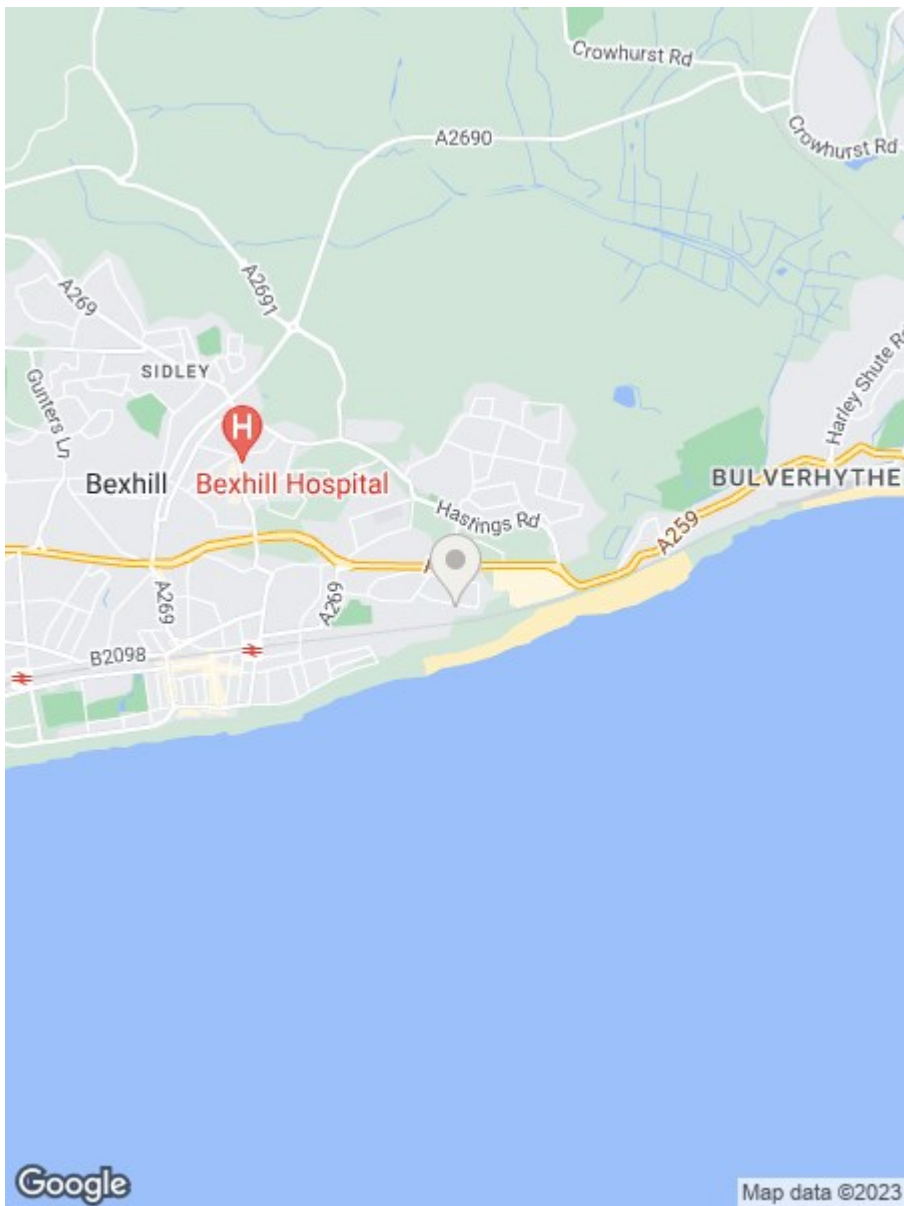 Crowhurst Rd
A2690
Crowhurst Rd
A2691
A269
SIDLEY
Gunters Ln
Harley Shute Rd
H
Bexhill
Bexhill Hospital
BULVERHYTHE
Hastings Rd
A259
A269
A269
B2098
Google
Map data ©2023